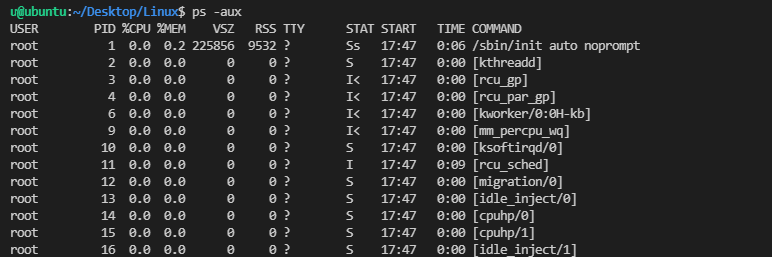 u@ubuntu:~/Desktop/Linux$ ps -aux
USER PID %CPU %MEM VSZ RSS TTY STAT START TIME COMMAND
root 1 0.0 0.2 225856 9532 ? Ss 17:47 0:06 /sbin/init auto noprompt
root 2 0.0 0.0 0 0 ? S 17:47 0:00 [kthreadd]
root 3 0.0 0.0 0 0 ? I< 17:47 0:00 [rcu_gp]
root 4 0.0 0.0 0 0 ? I< 17:47 0:00 [rcu_par_gp]
root 6 0.0 0.0 0 0 ? I< 17:47 0:00 [kworker/0:0H-kb]
root 9 0.0 0.0 0 0 ? I< 17:47 0:00 [mm_percpu_wq]
root 10 0.0 0.0 0 0 ? S 17:47 0:00 [ksoftirqd/0]
root 11 0.0 0.0 0 0 ? I 17:47 0:09 [rcu_sched]
root 12 0.0 0.0 0 0 ? S 17:47 0:00 [migration/0]
root 13 0.0 0.0 0 0 ? S 17:47 0:00 [idle_inject/0]
root 14 0.0 0.0 0 0 ? S 17:47 0:00 [cpuhp/0]
root 15 0.0 0.0 0 0 ? S 17:47 0:00 [cpuhp/1]
root 16 0.0 0.0 0 0 ? S 17:47 0:00 [idle_inject/1]